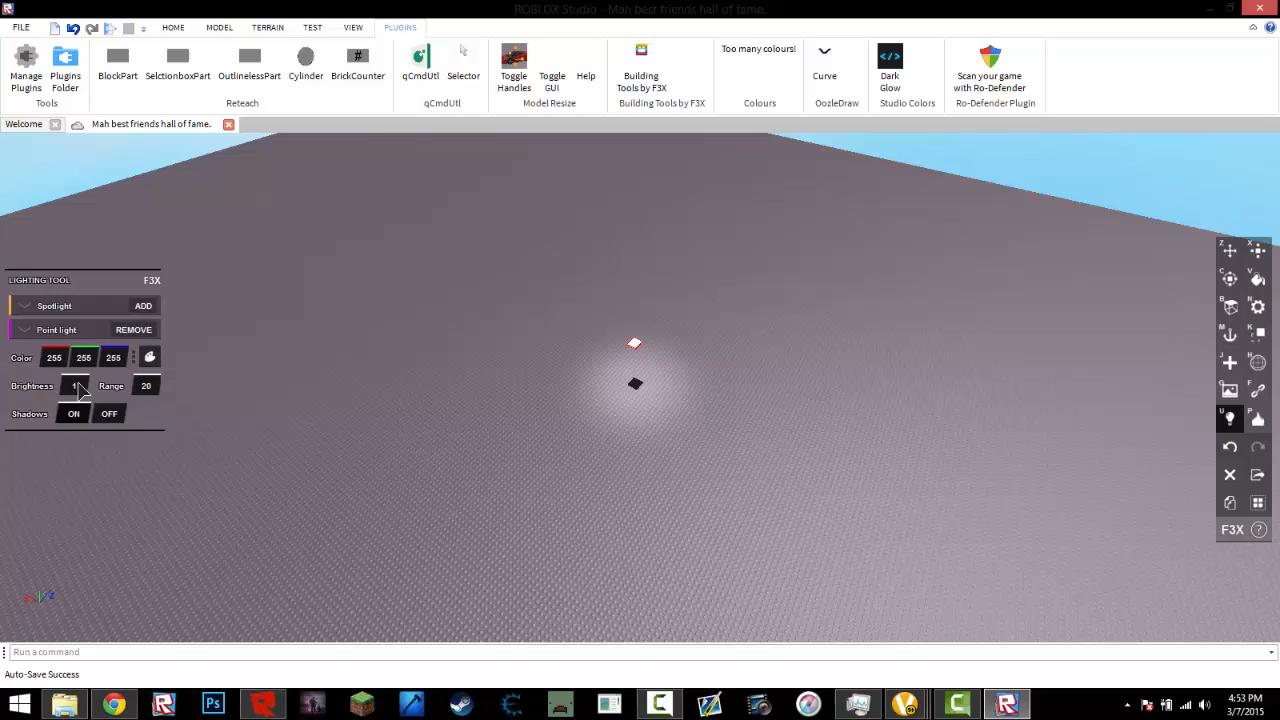 ROBLOX Studio - Mah best friends hall of fame.
FILE HOME MODEL TERRAIN TEST VIEW PLUGINS
Manage Plugins
Plugins Folder
Tools
BlockPart
SelctionboxPart
OutlinelessPart
Cylinder
#
BrickCounter
Reteach
qCmdUtl
Selector
qCmdUtl
Toggle Handles
Toggle GUI
Help
Model Resize
Building Tools by F3X
Building Tools by F3X
Too many colours!
Colours
Curve
OozleDraw
</>
Dark Glow
Studio Colors
Scan your game with Ro-Defender
Ro-Defender Plugin
Welcome
Mah best friends hall of fame.
LIGHTING TOOL F3X
Spotlight ADD
Point light REMOVE
Color 255 255 255
Brightness 1 Range 20
Shadows ON OFF
Z X
C V
B N
M K
J H
G F
U P
F3X ?
Run a command
Auto-Save Success
Ps
4:53 PM
3/7/2015